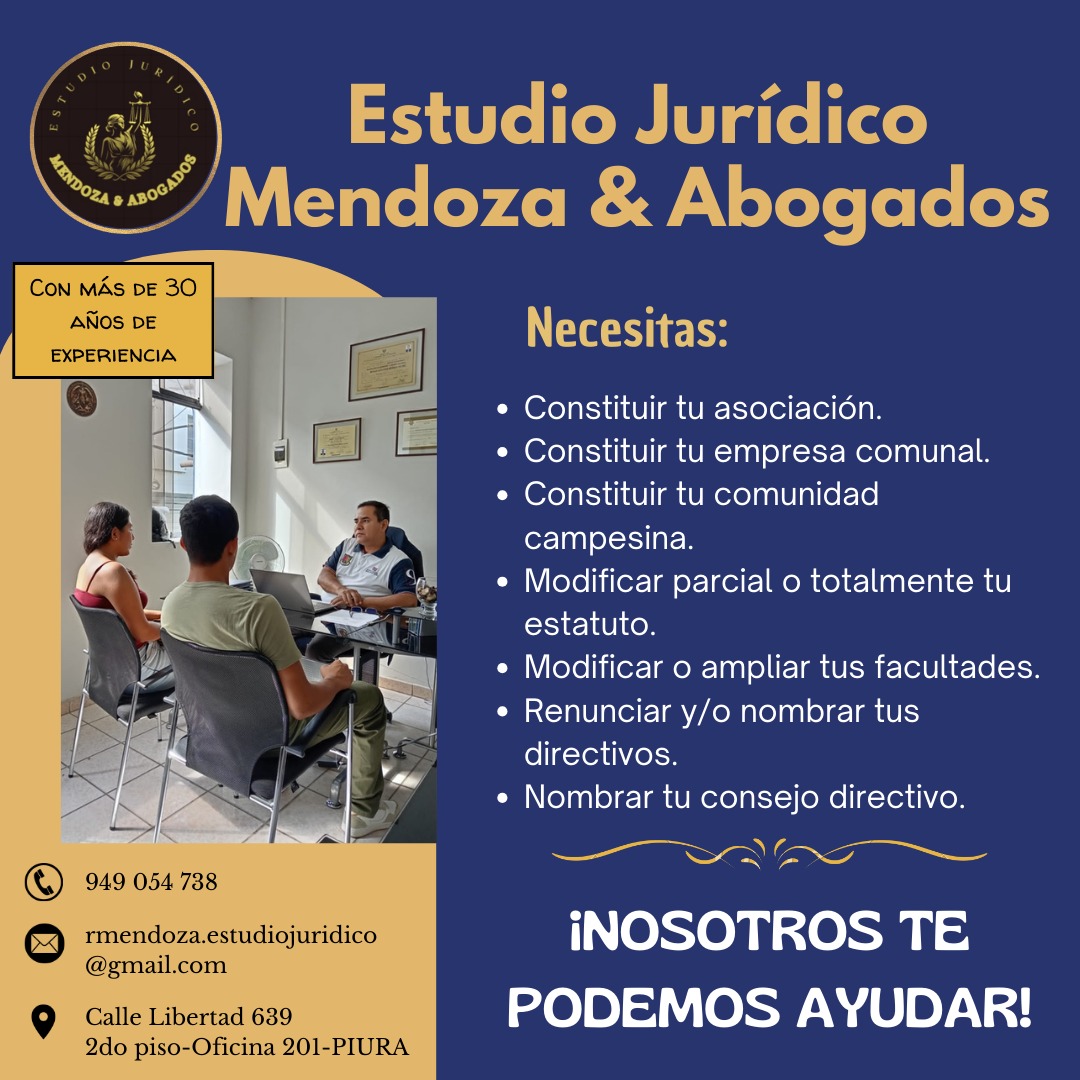 ESTUDIO JURÍDICO
MENDOZA & ABOGADOS
Estudio Jurídico
Mendoza & Abogados
Con más de 30
años de
experiencia
Necesitas:
• Constituir tu asociación.
• Constituir tu empresa comunal.
• Constituir tu comunidad
campesina.
• Modificar parcial o totalmente tu
estatuto.
• Modificar o ampliar tus facultades.
• Renunciar y/o nombrar tus
directivos.
• Nombrar tu consejo directivo.
¡NOSOTROS TE
PODEMOS AYUDAR!
949 054 738
rmendoza.estudiojuridico
@gmail.com
Calle Libertad 639
2do piso-Oficina 201-PIURA